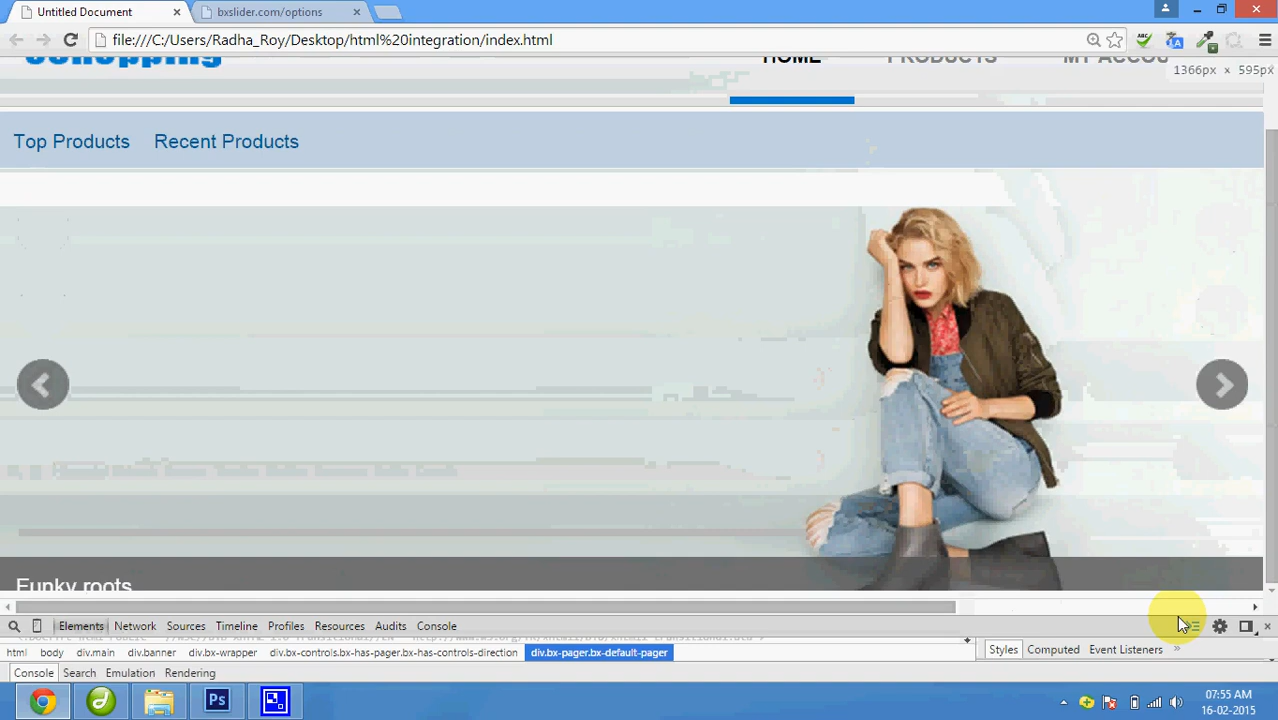 Untitled Document
bxslider.com/options
file:///C:/Users/Radha_Roy/Desktop/html%20integration/index.html
HOME PRODUCTS MY ACCOU
1366px x 595px
Top Products Recent Products
Funky roots
Elements Network Sources Timeline Profiles Resources Audits Console
html body div.main div.banner div.bx-wrapper div.bx-controls.bx-has-pager.bx-has-controls-direction div.bx-pager.bx-default-pager
Styles Computed Event Listeners »
Console Search Emulation Rendering
Ps
07:55 AM
16-02-2015